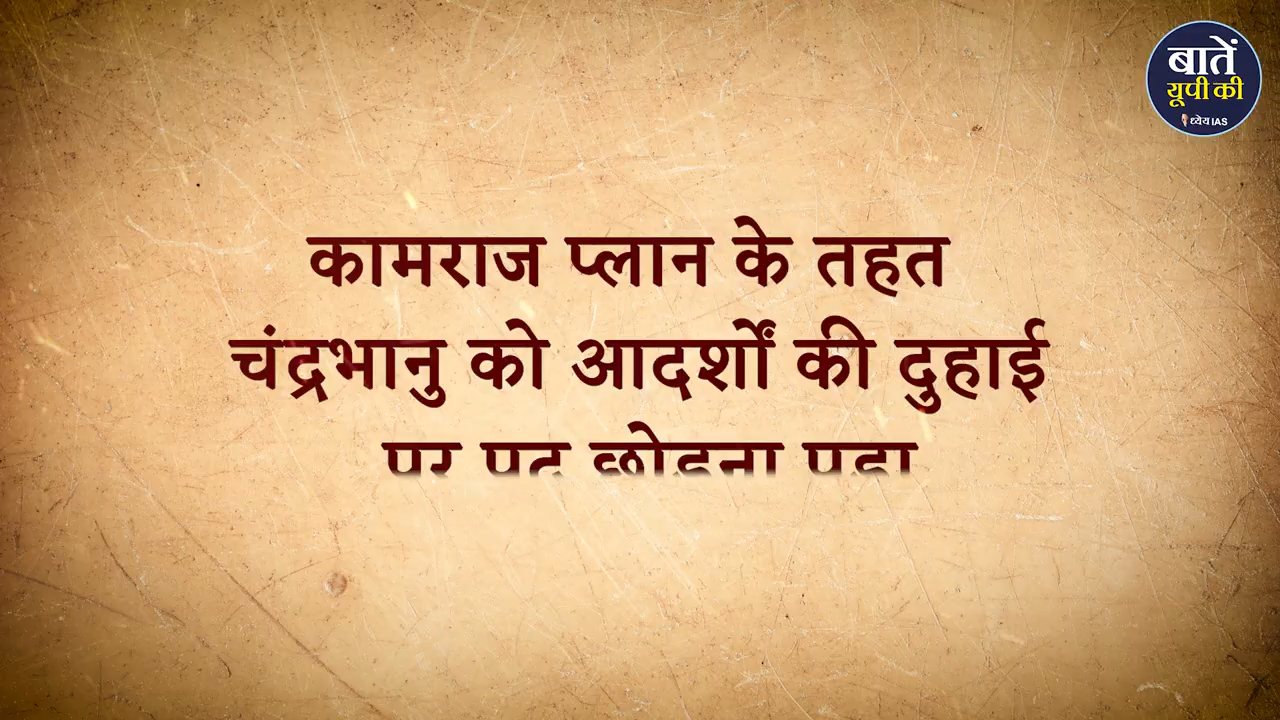 बातें
यूपी की
ध्येय IAS
कामराज प्लान के तहत
चंद्रभानु को आदर्शों की दुहाई
पर पद छोड़ना पड़ा